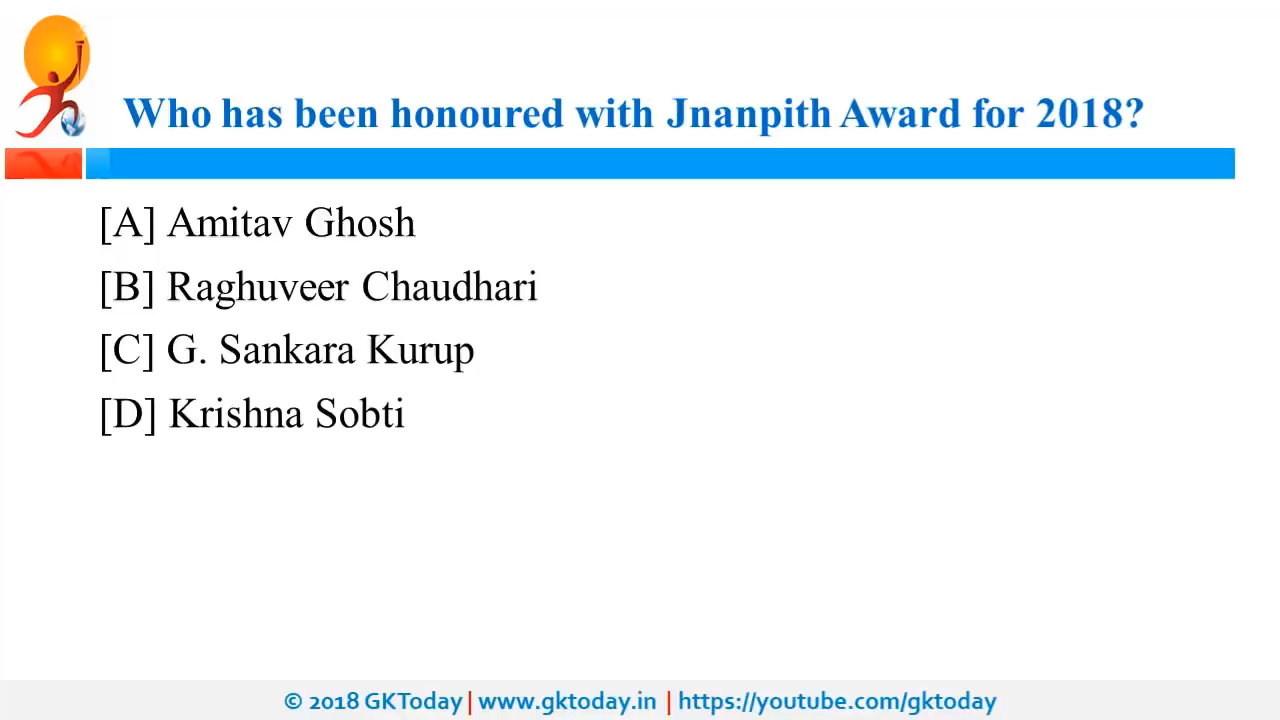 Who has been honoured with Jnanpith Award for 2018?
[A] Amitav Ghosh
[B] Raghuveer Chaudhari
[C] G. Sankara Kurup
[D] Krishna Sobti
© 2018 GKToday | www.gktoday.in | https://youtube.com/gktoday